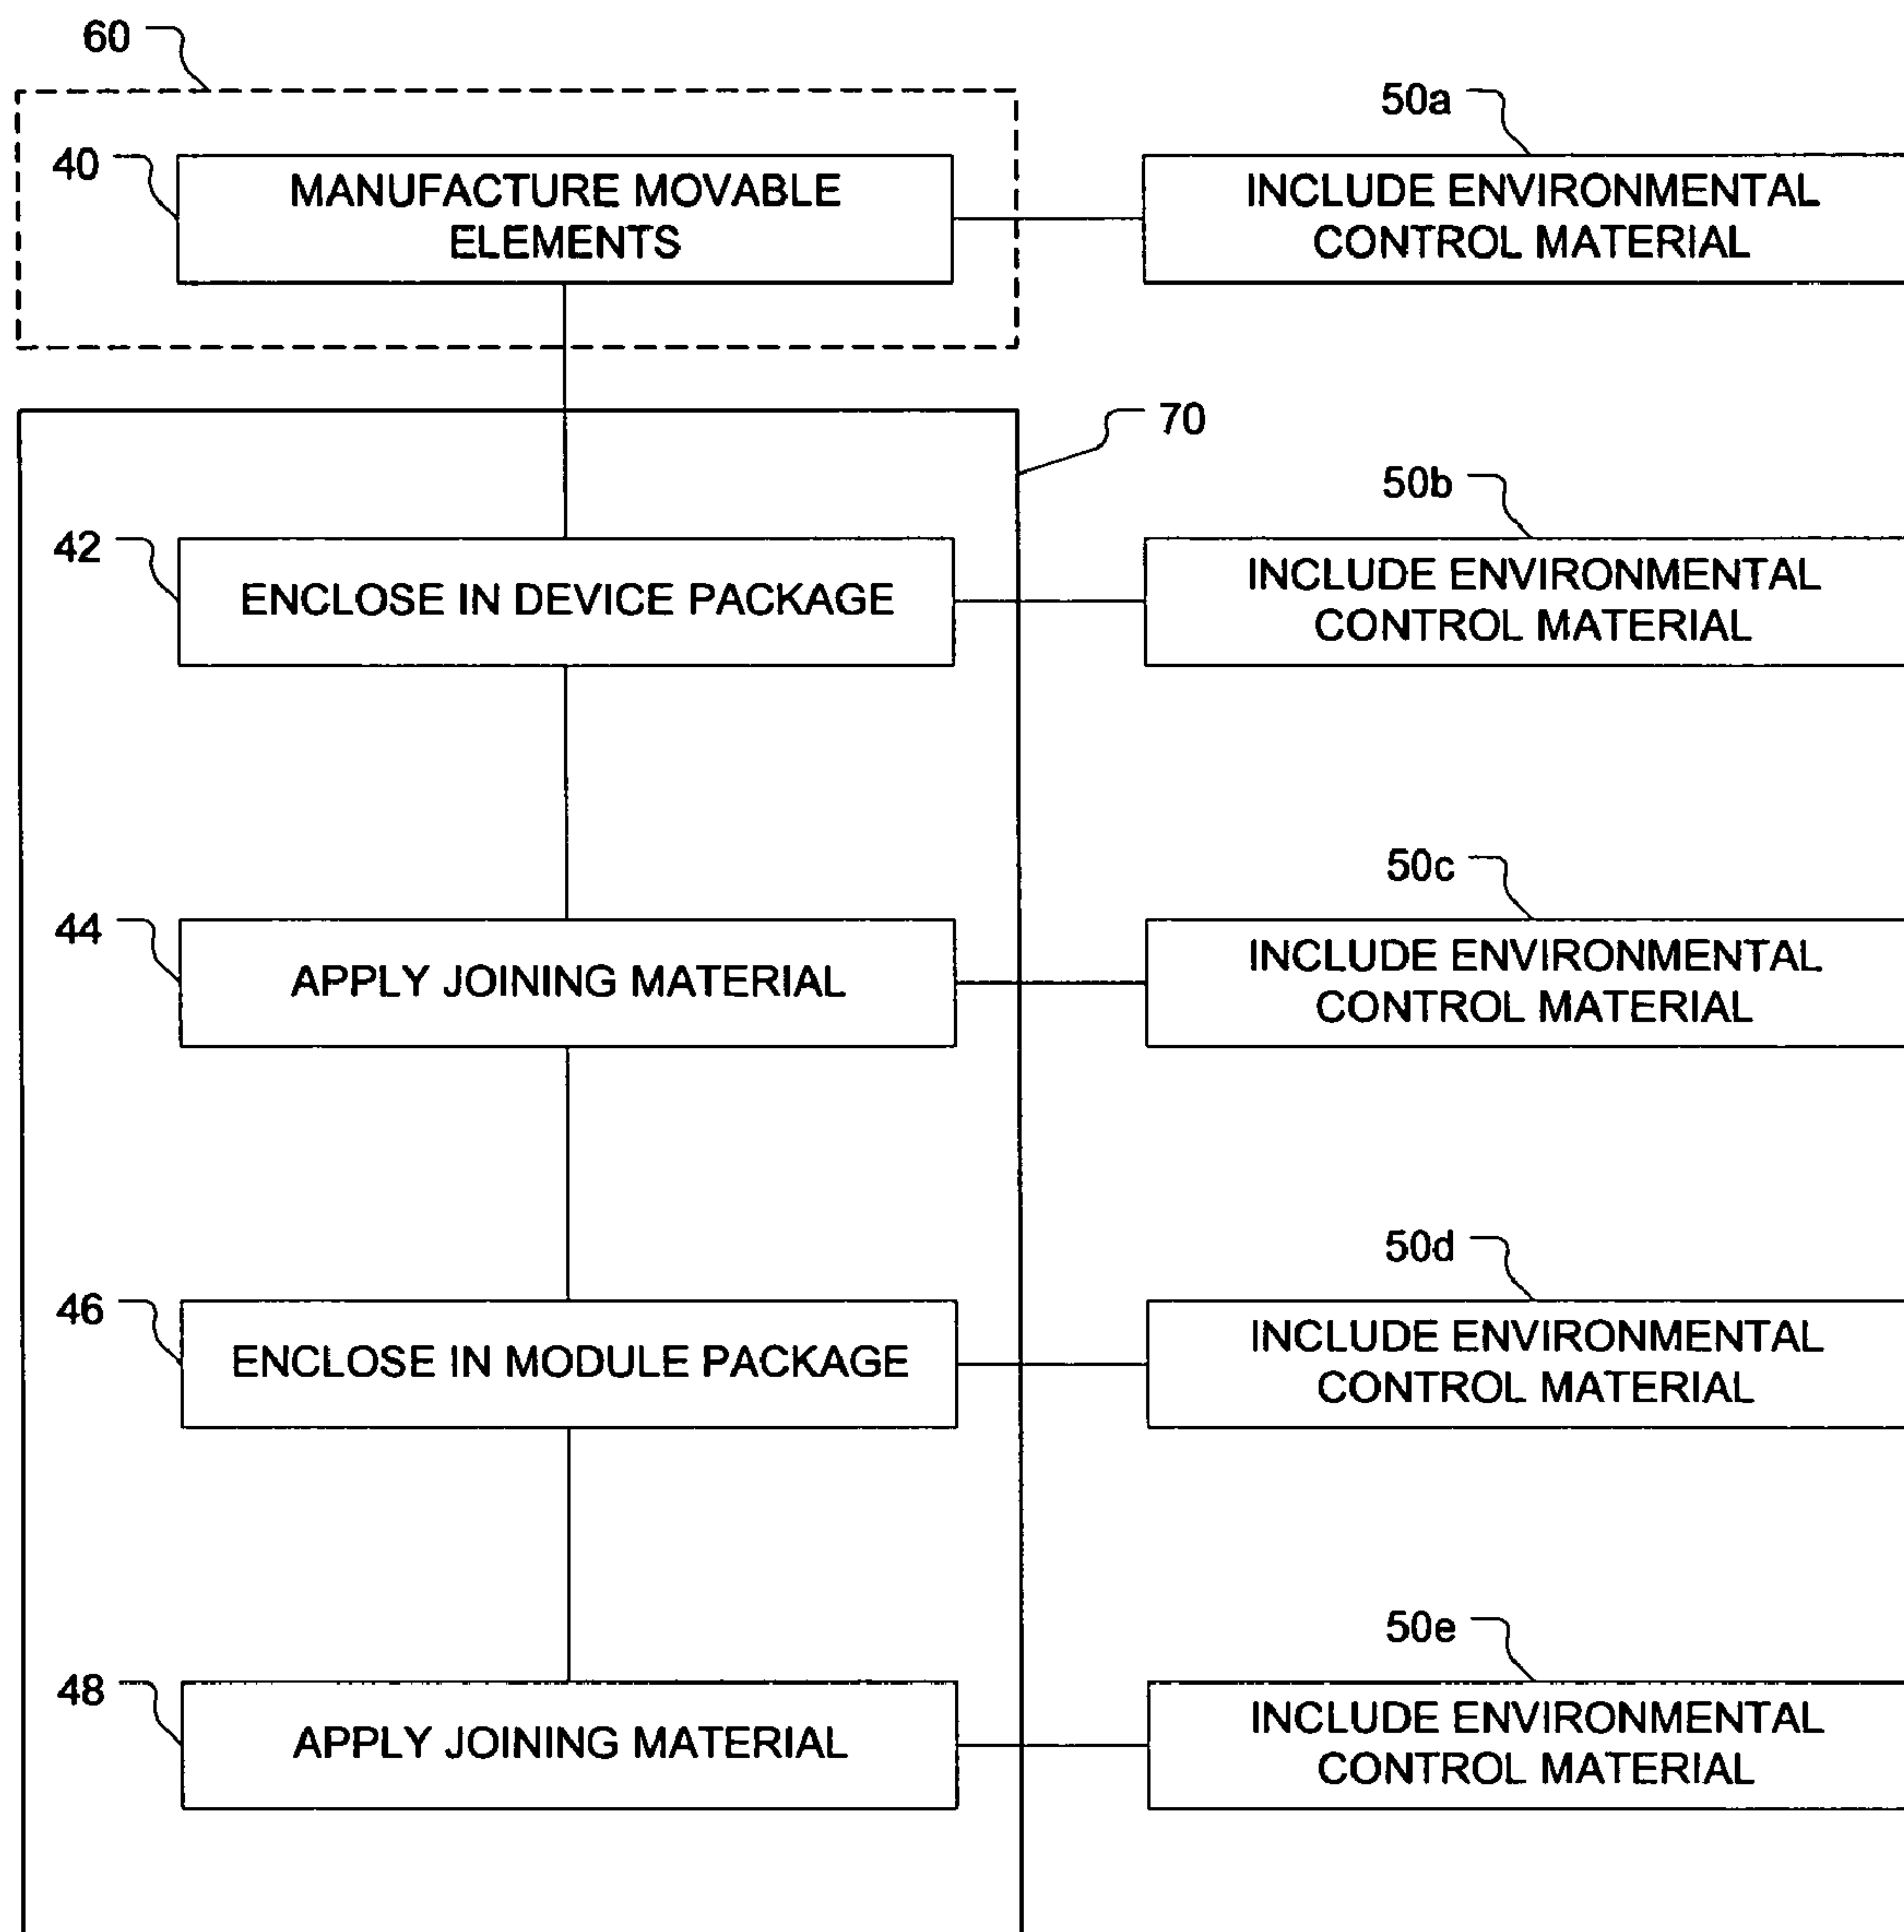 60
50a
40
MANUFACTURE MOVABLE
ELEMENTS
INCLUDE ENVIRONMENTAL
CONTROL MATERIAL
70
50b
42
ENCLOSE IN DEVICE PACKAGE
INCLUDE ENVIRONMENTAL
CONTROL MATERIAL
50c
44
APPLY JOINING MATERIAL
INCLUDE ENVIRONMENTAL
CONTROL MATERIAL
50d
46
ENCLOSE IN MODULE PACKAGE
INCLUDE ENVIRONMENTAL
CONTROL MATERIAL
50e
48
APPLY JOINING MATERIAL
INCLUDE ENVIRONMENTAL
CONTROL MATERIAL